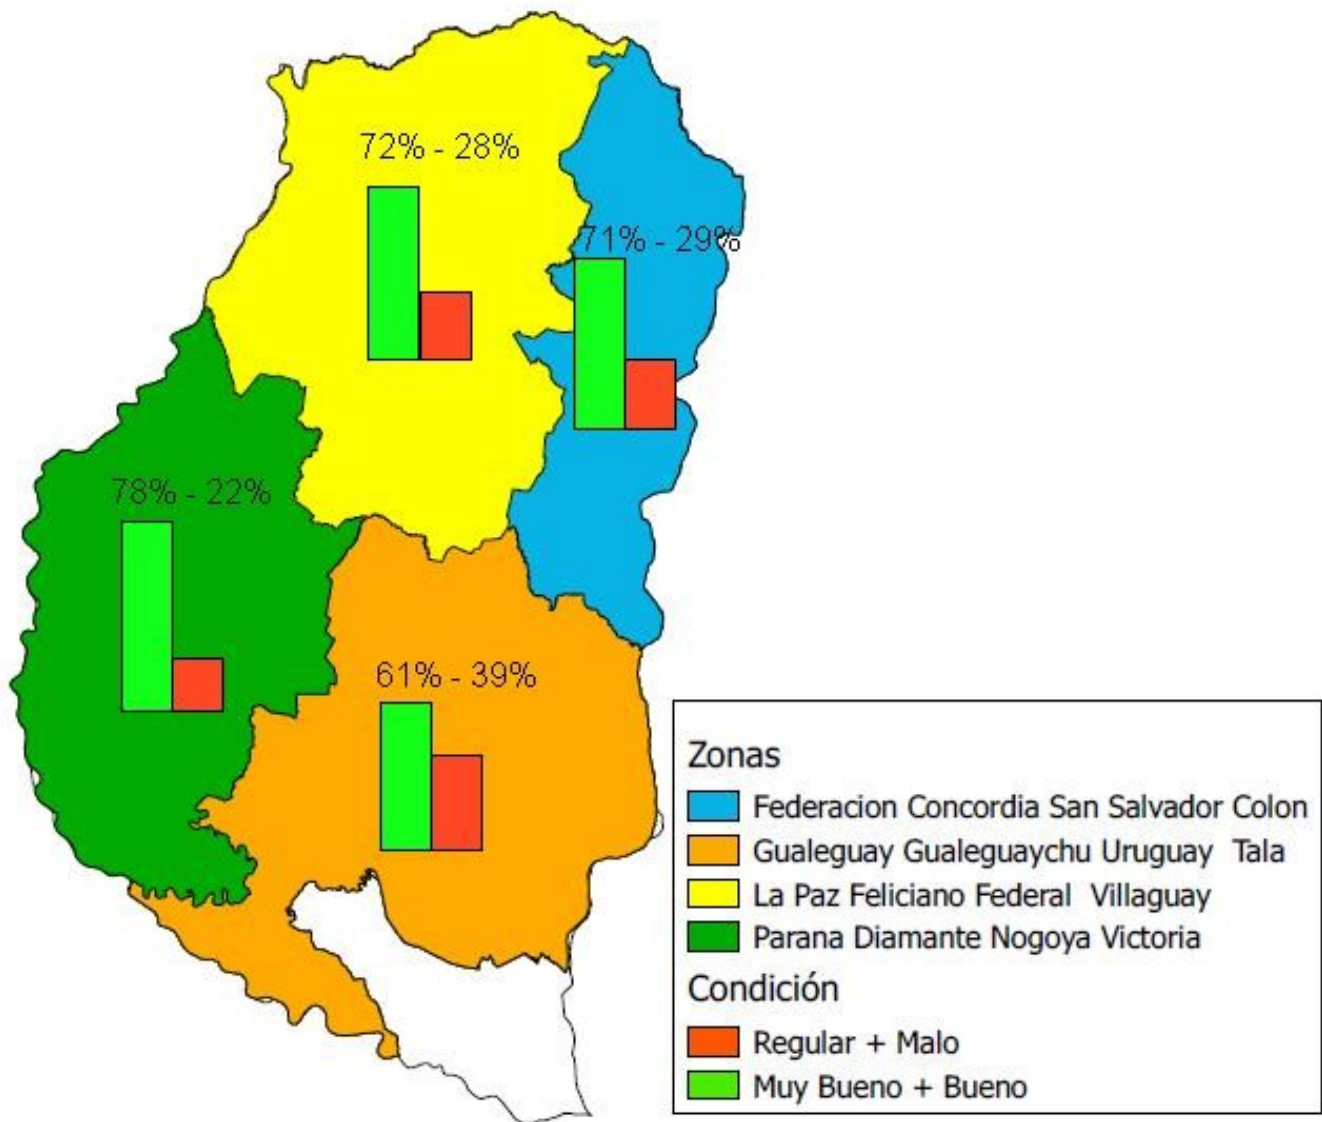 72% - 28%
71% - 29%
78% - 22%
61% - 39%
Zonas
Federacion Concordia San Salvador Colon
Gualeguay Gualeguaychu Uruguay Tala
La Paz Feliciano Federal Villaguay
Parana Diamante Nogoya Victoria
Condición
Regular + Malo
Muy Bueno + Bueno